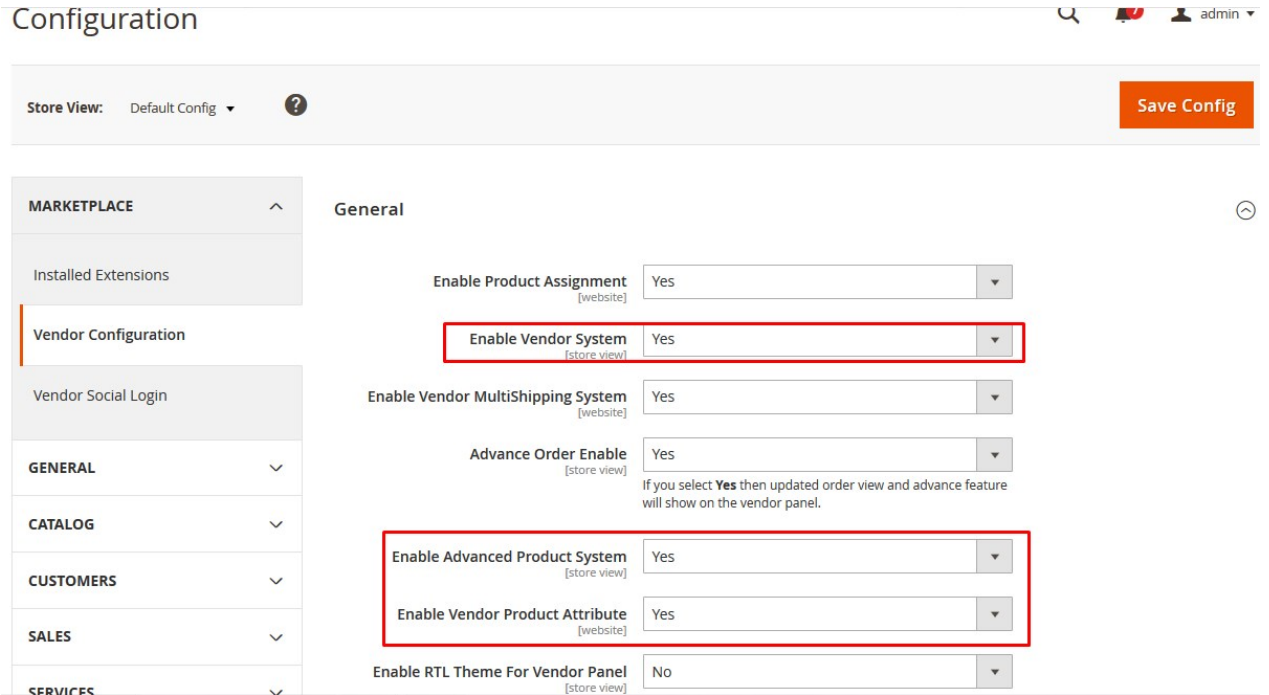 Configuration
7
admin
Store View: Default Config
?
Save Config
MARKETPLACE
Installed Extensions
Vendor Configuration
Vendor Social Login
GENERAL
CATALOG
CUSTOMERS
SALES
SERVICES
General
Enable Product Assignment Yes
[website]
Enable Vendor System Yes
[store view]
Enable Vendor MultiShipping System Yes
[website]
Advance Order Enable Yes
[store view]
If you select Yes then updated order view and advance feature
will show on the vendor panel.
Enable Advanced Product System Yes
[store view]
Enable Vendor Product Attribute Yes
[website]
Enable RTL Theme For Vendor Panel No
[store view]